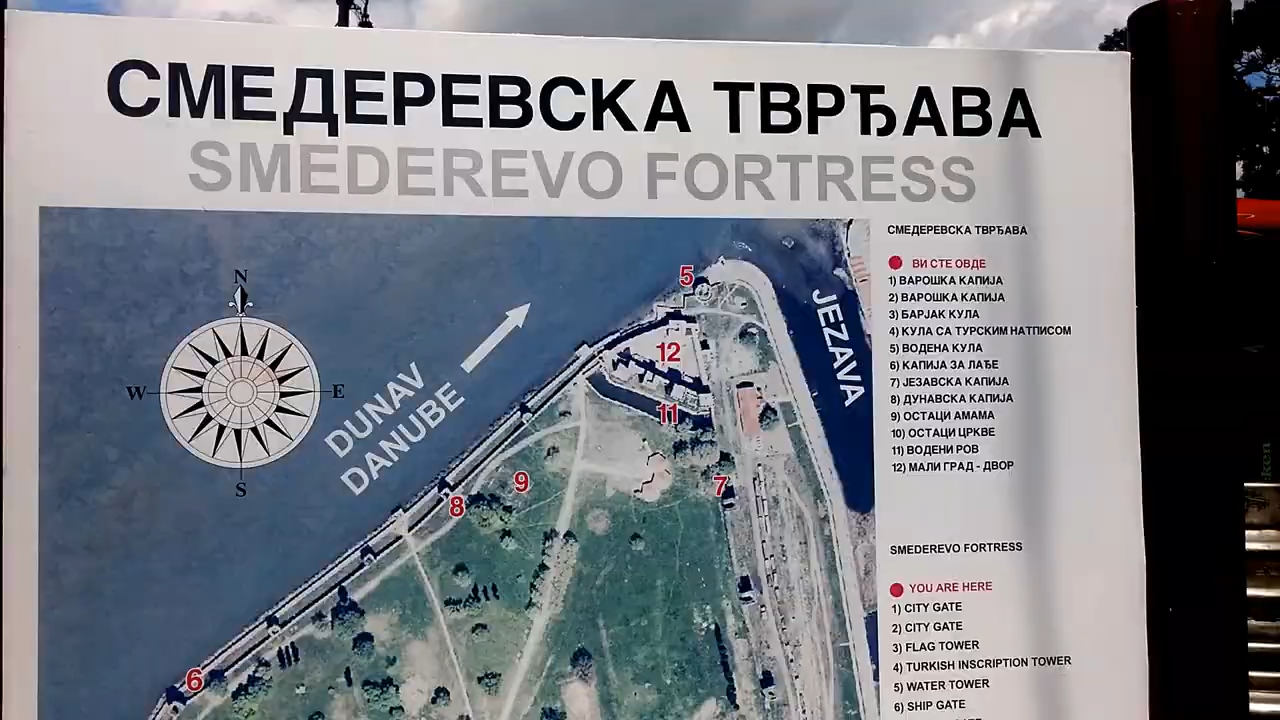 СМЕДЕРЕВСКА ТВРЂАВА
SMEDEREVO FORTRESS
N
W
E
S
DUNAV
DANUBE
JEZAVA
5
12
11
9
8
7
6
СМЕДЕРЕВСКА ТВРЂАВА
ВИ СТЕ ОВДЕ
1) ВАРОШКА КАПИЈА
2) ВАРОШКА КАПИЈА
3) БАРЈАК КУЛА
4) КУЛА СА ТУРСКИМ НАТПИСОМ
5) ВОДЕНА КУЛА
6) КАПИЈА ЗА ЛАЂЕ
7) ЈЕЗАВСКА КАПИЈА
8) ДУНАВСКА КАПИЈА
9) ОСТАЦИ АМАМА
10) ОСТАЦИ ЦРКВЕ
11) ВОДЕНИ РОВ
12) МАЛИ ГРАД - ДВОР
SMEDEREVO FORTRESS
YOU ARE HERE
1) CITY GATE
2) CITY GATE
3) FLAG TOWER
4) TURKISH INSCRIPTION TOWER
5) WATER TOWER
6) SHIP GATE